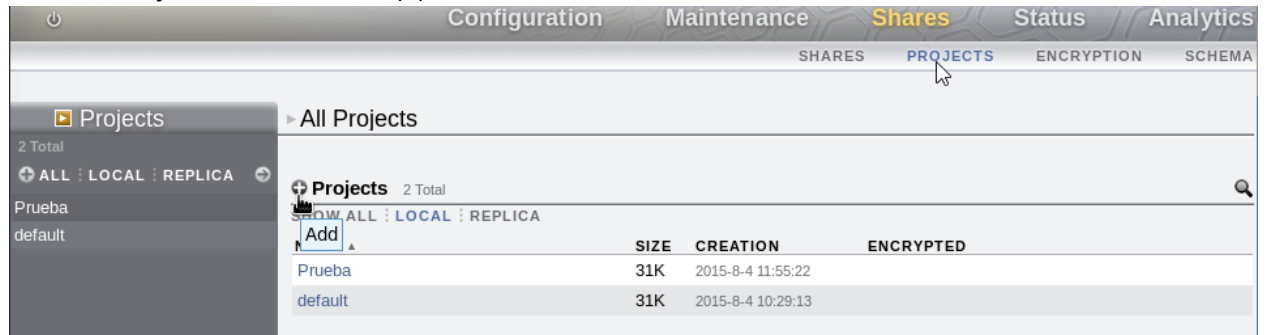 Configuration Maintenance Shares Status Analytics
SHARES PROJECTS ENCRYPTION SCHEMA
Projects
2 Total
ALL LOCAL REPLICA
Prueba
default
All Projects
Projects 2 Total
SHOW ALL LOCAL REPLICA
Add
SIZE CREATION ENCRYPTED
Prueba 31K 2015-8-4 11:55:22
default 31K 2015-8-4 10:29:13